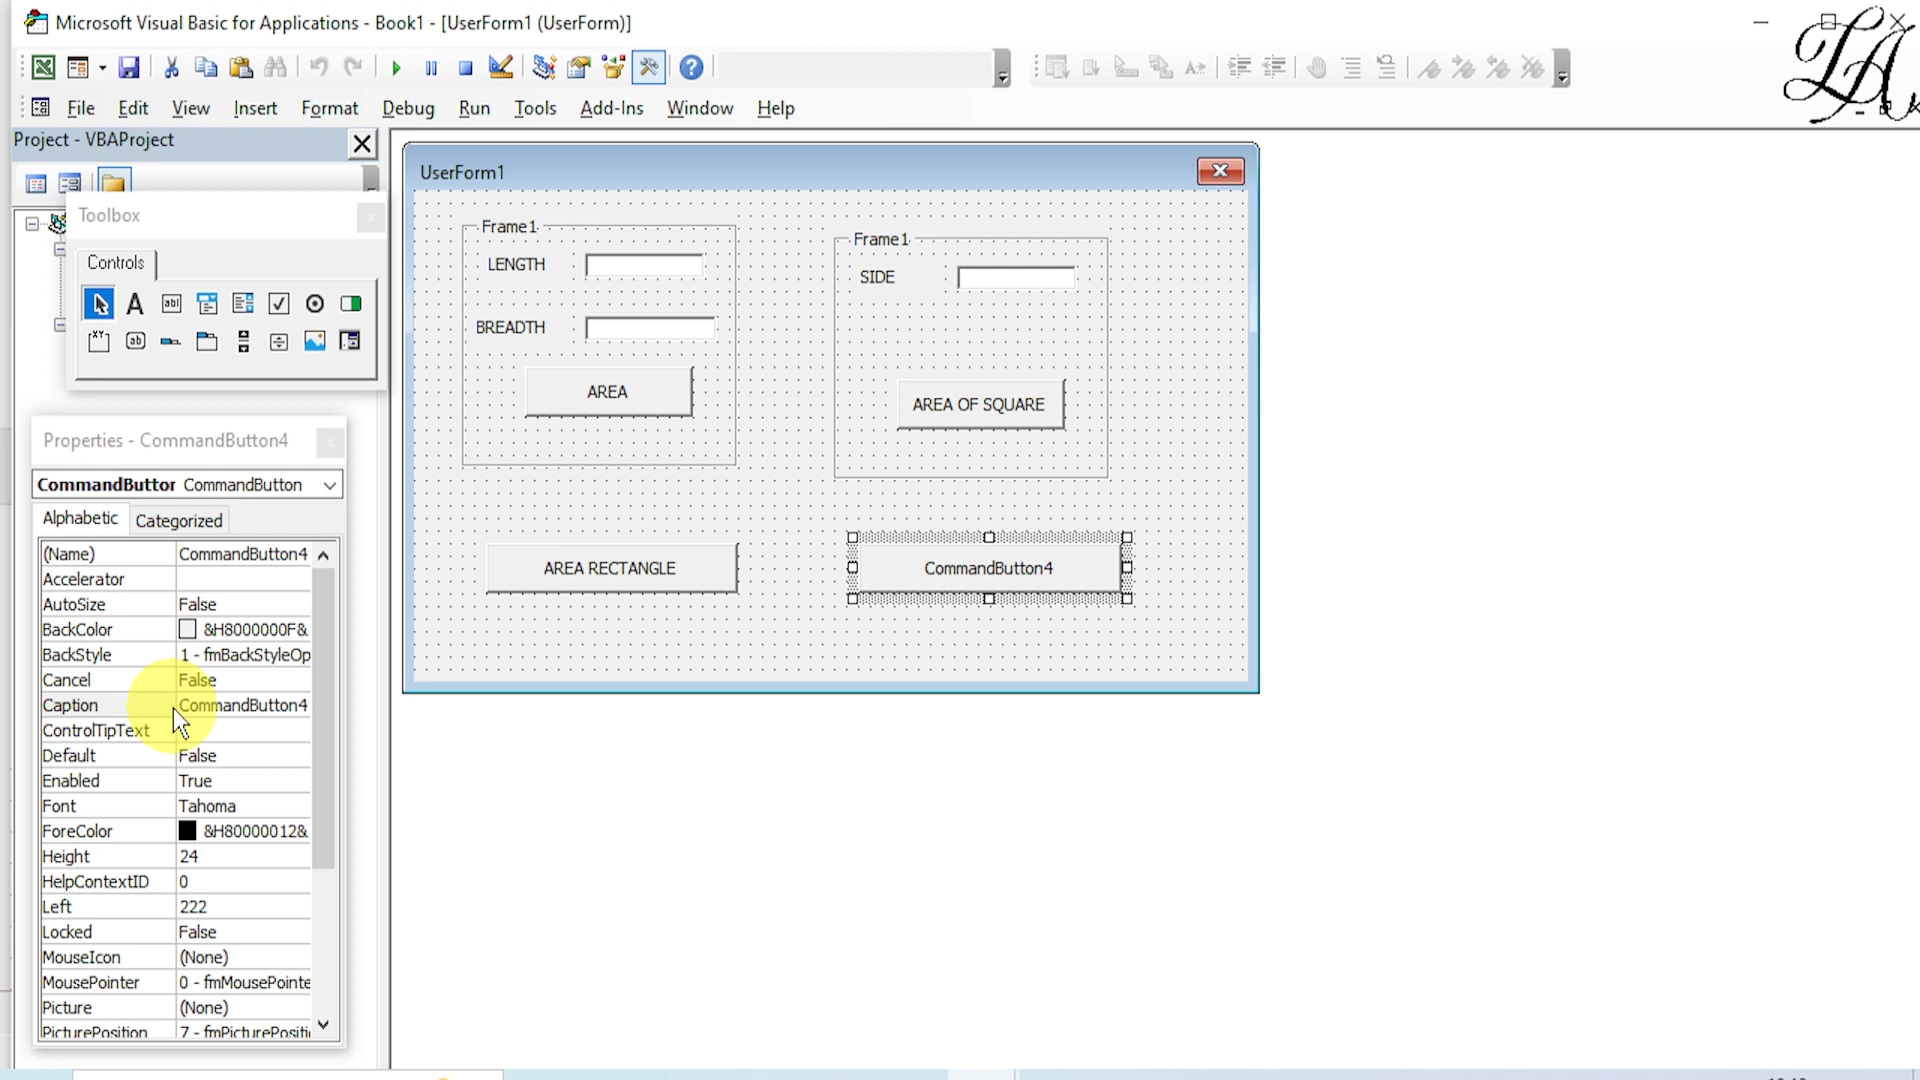 Microsoft Visual Basic for Applications - Book1 - [UserForm1 (UserForm)]
LA
File Edit View Insert Format Debug Run Tools Add-Ins Window Help
Project - VBAProject
Toolbox
Controls
Properties - CommandButton4
CommandButtor CommandButton
Alphabetic Categorized
(Name) CommandButton4
Accelerator
AutoSize False
BackColor &H8000000F&
BackStyle 1 - fmBackStyleOp
Cancel False
Caption CommandButton4
ControlTipText
Default False
Enabled True
Font Tahoma
ForeColor &H80000012&
Height 24
HelpContextID 0
Left 222
Locked False
MouseIcon (None)
MousePointer 0 - fmMousePointe
Picture (None)
PicturePosition 7 - fmPicturePositi
UserForm1
Frame1
LENGTH
BREADTH
AREA
Frame1
SIDE
AREA OF SQUARE
AREA RECTANGLE
CommandButton4